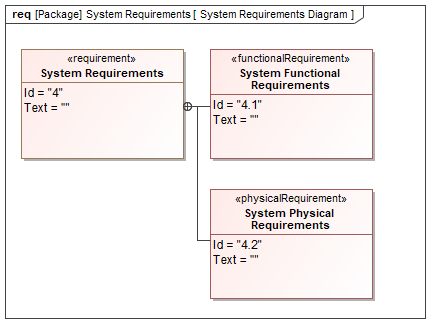 req [Package] System Requirements [ System Requirements Diagram ]
«requirement»
System Requirements
Id = "4"
Text = ""
«functionalRequirement»
System Functional
Requirements
Id = "4.1"
Text = ""
«physicalRequirement»
System Physical
Requirements
Id = "4.2"
Text = ""